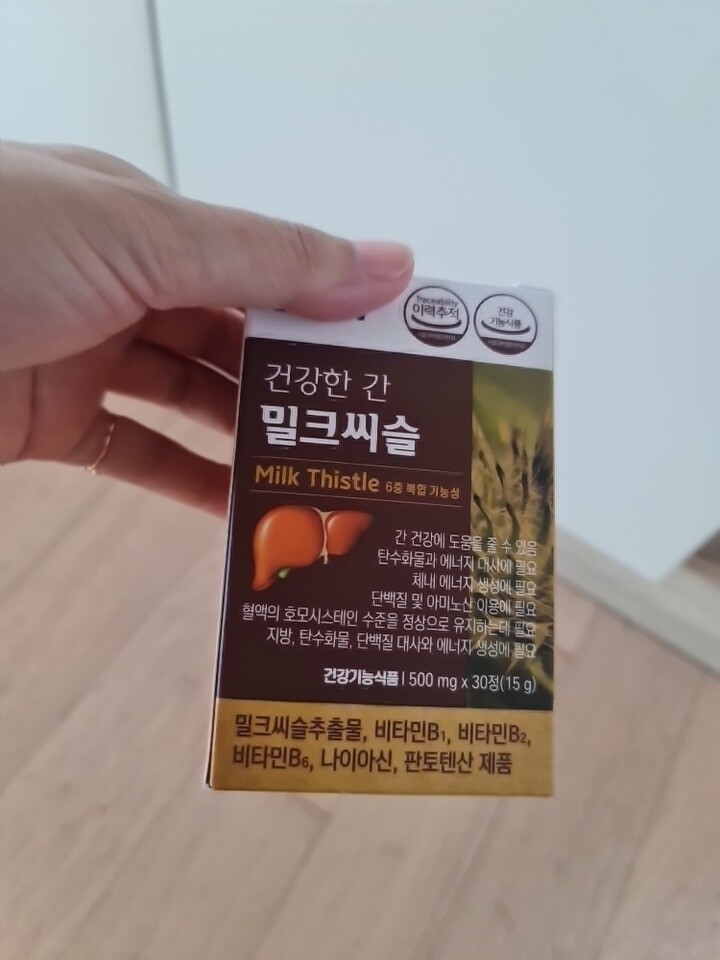 Traceability
이력추적
건강
기능식품
건강한 간
밀크씨슬
Milk Thistle 6중 복합 기능성
간 건강에 도움을 줄 수 있음
탄수화물과 에너지 대사에 필요
체내 에너지 생성에 필요
단백질 및 아미노산 이용에 필요
혈액의 호모시스테인 수준을 정상으로 유지하는데 필요
지방, 탄수화물, 단백질 대사와 에너지 생성에 필요
건강기능식품 | 500 mg x 30정(15 g)
밀크씨슬추출물, 비타민B₁, 비타민B₂,
비타민B₆, 나이아신, 판토텐산 제품